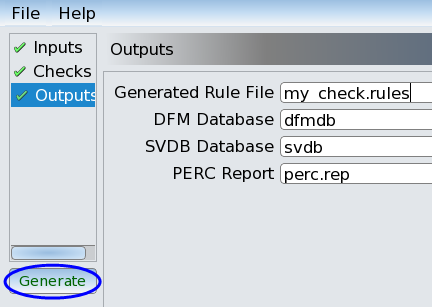 File Help
Inputs
Checks
Outputs
Outputs
Generated Rule File my_check.rules
DFM Database dfmdb
SVDB Database svdb
PERC Report perc.rep
Generate